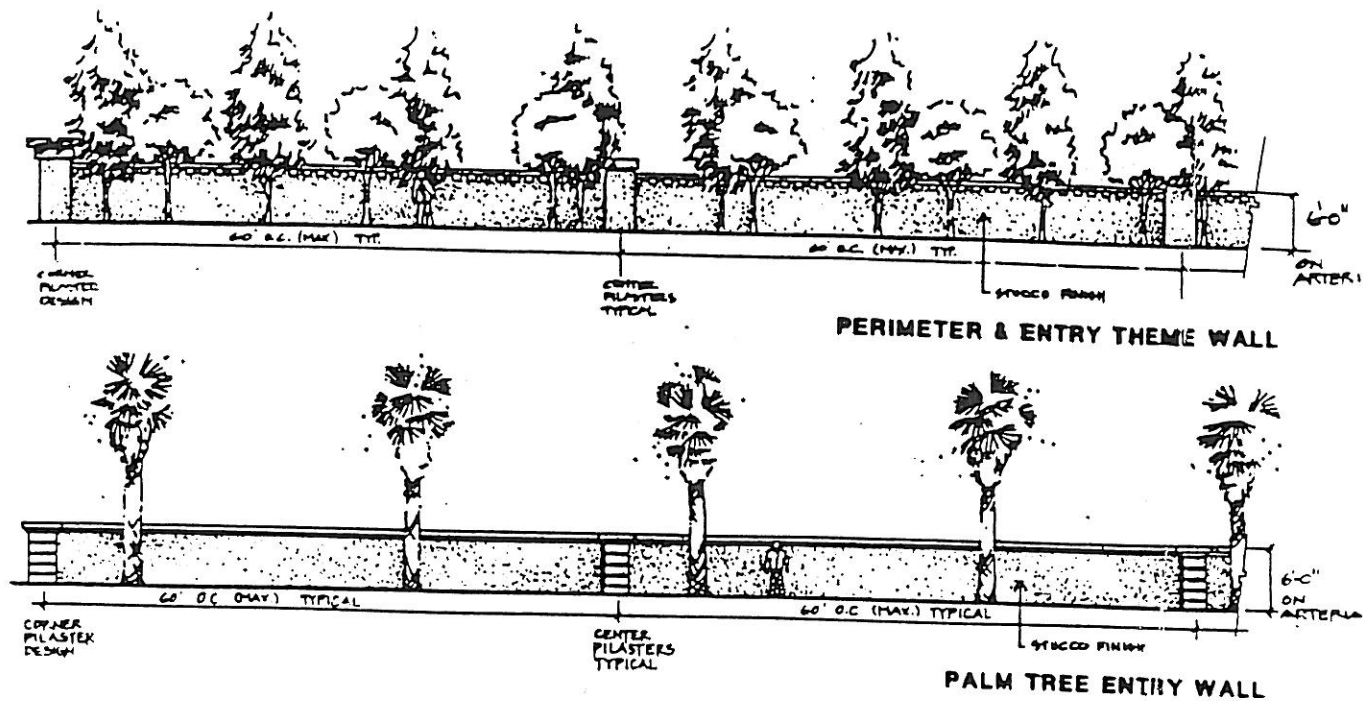 60' O.C. (MAX) TYP.
60' O.C. (MAX.) TYP.
6'-0"
ON
ARTERI
CORNER
PILASTER
DESIGN
CENTER
PILASTERS
TYPICAL
STUCCO FINISH
PERIMETER & ENTRY THEME WALL
60' O.C (MAX) TYPICAL
60' O.C (MAX.) TYPICAL
6'-0"
ON
ARTERIA
CORNER
PILASTER
DESIGN
CENTER
PILASTERS
TYPICAL
STUCCO FINISH
PALM TREE ENTRY WALL